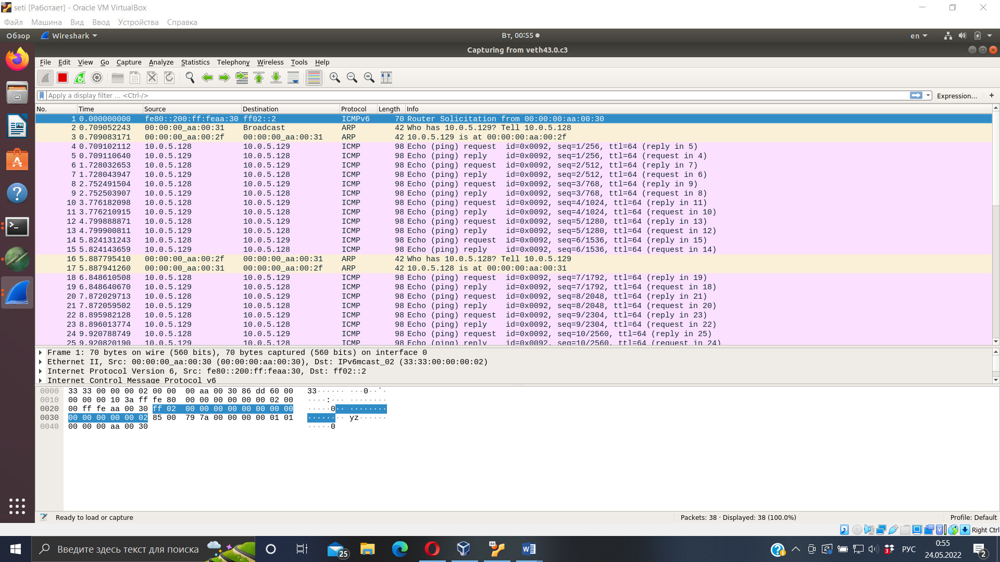 seti [Работает] - Oracle VM VirtualBox
Файл Машина Вид Ввод Устройства Справка
Обзор Wireshark Вт, 00:55 en
Capturing from veth43.0.c3
File Edit View Go Capture Analyze Statistics Telephony Wireless Tools Help
Apply a display filter ... <Ctrl-/> Expression... +
No. Time Source Destination Protocol Length Info
1 0.000000000 fe80::200:ff:feaa:30 ff02::2 ICMPv6 70 Router Solicitation from 00:00:00:aa:00:30
2 0.709052243 00:00:00_aa:00:31 Broadcast ARP 42 Who has 10.0.5.129? Tell 10.0.5.128
3 0.709083171 00:00:00_aa:00:2f 00:00:00_aa:00:31 ARP 42 10.0.5.129 is at 00:00:00:aa:00:2f
4 0.709102112 10.0.5.128 10.0.5.129 ICMP 98 Echo (ping) request id=0x0092, seq=1/256, ttl=64 (reply in 5)
5 0.709110640 10.0.5.129 10.0.5.128 ICMP 98 Echo (ping) reply id=0x0092, seq=1/256, ttl=64 (request in 4)
6 1.728032653 10.0.5.128 10.0.5.129 ICMP 98 Echo (ping) request id=0x0092, seq=2/512, ttl=64 (reply in 7)
7 1.728043947 10.0.5.129 10.0.5.128 ICMP 98 Echo (ping) reply id=0x0092, seq=2/512, ttl=64 (request in 6)
8 2.752491504 10.0.5.128 10.0.5.129 ICMP 98 Echo (ping) request id=0x0092, seq=3/768, ttl=64 (reply in 9)
9 2.752503907 10.0.5.129 10.0.5.128 ICMP 98 Echo (ping) reply id=0x0092, seq=3/768, ttl=64 (request in 8)
10 3.776182098 10.0.5.128 10.0.5.129 ICMP 98 Echo (ping) request id=0x0092, seq=4/1024, ttl=64 (reply in 11)
11 3.776210915 10.0.5.129 10.0.5.128 ICMP 98 Echo (ping) reply id=0x0092, seq=4/1024, ttl=64 (request in 10)
12 4.799888871 10.0.5.128 10.0.5.129 ICMP 98 Echo (ping) request id=0x0092, seq=5/1280, ttl=64 (reply in 13)
13 4.799900811 10.0.5.129 10.0.5.128 ICMP 98 Echo (ping) reply id=0x0092, seq=5/1280, ttl=64 (request in 12)
14 5.824131243 10.0.5.128 10.0.5.129 ICMP 98 Echo (ping) request id=0x0092, seq=6/1536, ttl=64 (reply in 15)
15 5.824143659 10.0.5.129 10.0.5.128 ICMP 98 Echo (ping) reply id=0x0092, seq=6/1536, ttl=64 (request in 14)
16 5.887795410 00:00:00_aa:00:2f 00:00:00_aa:00:31 ARP 42 Who has 10.0.5.128? Tell 10.0.5.129
17 5.887941260 00:00:00_aa:00:31 00:00:00_aa:00:2f ARP 42 10.0.5.128 is at 00:00:00:aa:00:31
18 6.848610508 10.0.5.128 10.0.5.129 ICMP 98 Echo (ping) request id=0x0092, seq=7/1792, ttl=64 (reply in 19)
19 6.848640670 10.0.5.129 10.0.5.128 ICMP 98 Echo (ping) reply id=0x0092, seq=7/1792, ttl=64 (request in 18)
20 7.872029713 10.0.5.128 10.0.5.129 ICMP 98 Echo (ping) request id=0x0092, seq=8/2048, ttl=64 (reply in 21)
21 7.872059502 10.0.5.129 10.0.5.128 ICMP 98 Echo (ping) reply id=0x0092, seq=8/2048, ttl=64 (request in 20)
22 8.895982128 10.0.5.128 10.0.5.129 ICMP 98 Echo (ping) request id=0x0092, seq=9/2304, ttl=64 (reply in 23)
23 8.896013774 10.0.5.129 10.0.5.128 ICMP 98 Echo (ping) reply id=0x0092, seq=9/2304, ttl=64 (request in 22)
24 9.920788749 10.0.5.128 10.0.5.129 ICMP 98 Echo (ping) request id=0x0092, seq=10/2560, ttl=64 (reply in 25)
25 9.920820190 10.0.5.129 10.0.5.128 ICMP 98 Echo (ping) reply id=0x0092, seq=10/2560, ttl=64 (request in 24)
Frame 1: 70 bytes on wire (560 bits), 70 bytes captured (560 bits) on interface 0
Ethernet II, Src: 00:00:00_aa:00:30 (00:00:00:aa:00:30), Dst: IPv6mcast_02 (33:33:00:00:00:02)
Internet Protocol Version 6, Src: fe80::200:ff:feaa:30, Dst: ff02::2
Internet Control Message Protocol v6
0000 33 33 00 00 00 02 00 00 00 aa 00 30 86 dd 60 00 33······ ···0··`·
0010 00 00 00 10 3a ff fe 80 00 00 00 00 00 00 02 00 ····:··· ········
0020 00 ff fe aa 00 30 ff 02 00 00 00 00 00 00 00 00 ·····0·· ········
0030 00 00 00 00 00 02 85 00 79 7a 00 00 00 00 01 01 ········ yz······
0040 00 00 00 aa 00 30 ·····0
Ready to load or capture Packets: 38 · Displayed: 38 (100.0%) Profile: Default
Right Ctrl
Введите здесь текст для поиска 25 64 3 РУС 0:55
24.05.2022 2